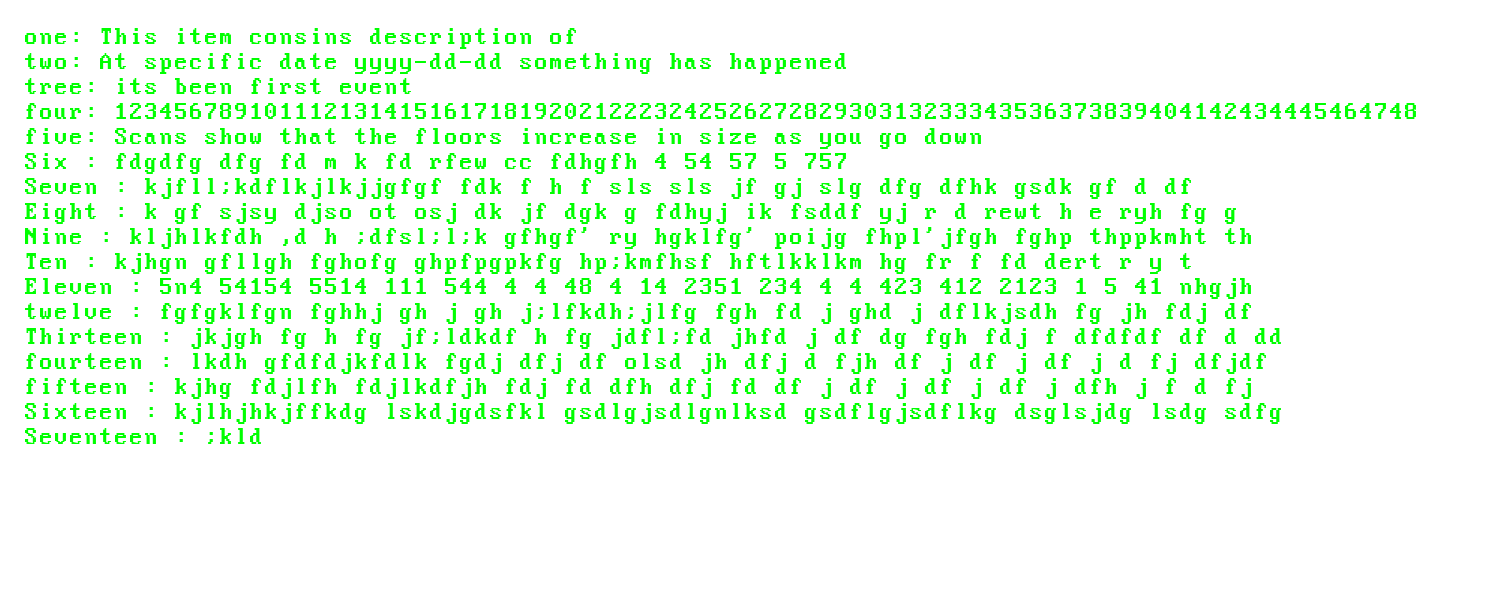 one: This item consins description of
two: At specific date yyyy-dd-dd something has happened
tree: its been first event
four: 123456789101112131415161718192021222324252627282930313233343536373839404142434445464748
five: Scans show that the floors increase in size as you go down
Six : fdgdfg dfg fd m k fd rfew cc fdhgfh 4 54 57 5 757
Seven : kjfll;kdflkjlkjjgfgf fdk f h f sls sls jf gj slg dfg dfhk gsdk gf d df
Eight : k gf sjsy djso ot osj dk jf dgk g fdhyj ik fsddf yj r d rewt h e ryh fg g
Nine : kljhlkfdh ,d h ;dfsl;l;k gfhgf' ry hgklfg' poijg fhpl'jfgh fghp thppkmht th
Ten : kjhgn gfllgh fghofg ghpfpgpkfg hp;kmfhsf hftlkklkm hg fr f fd dert r y t
Eleven : 5n4 54154 5514 111 544 4 4 48 4 14 2351 234 4 4 423 412 2123 1 5 41 nhgjh
twelve : fgfgklfgn fghhj gh j gh j;lfkdh;jlfg fgh fd j ghd j dflkjsdh fg jh fdj df
Thirteen : jkjgh fg h fg jf;ldkdf h fg jdfl;fd jhfd j df dg fgh fdj f dfdfdf df d dd
fourteen : lkdh gfdfdjkfdlk fgdj dfj df olsd jh dfj d fjh df j df j df j d fj dfjdf
fifteen : kjhg fdjlfh fdjlkdfjh fdj fd dfh dfj fd df j df j df j df j dfh j f d fj
Sixteen : kjlhjhkjffkdg lskdjgdsfkl gsdlgjsdlgnlksd gsdflgjsdflkg dsglsjdg lsdg sdfg
Seventeen : ;kld